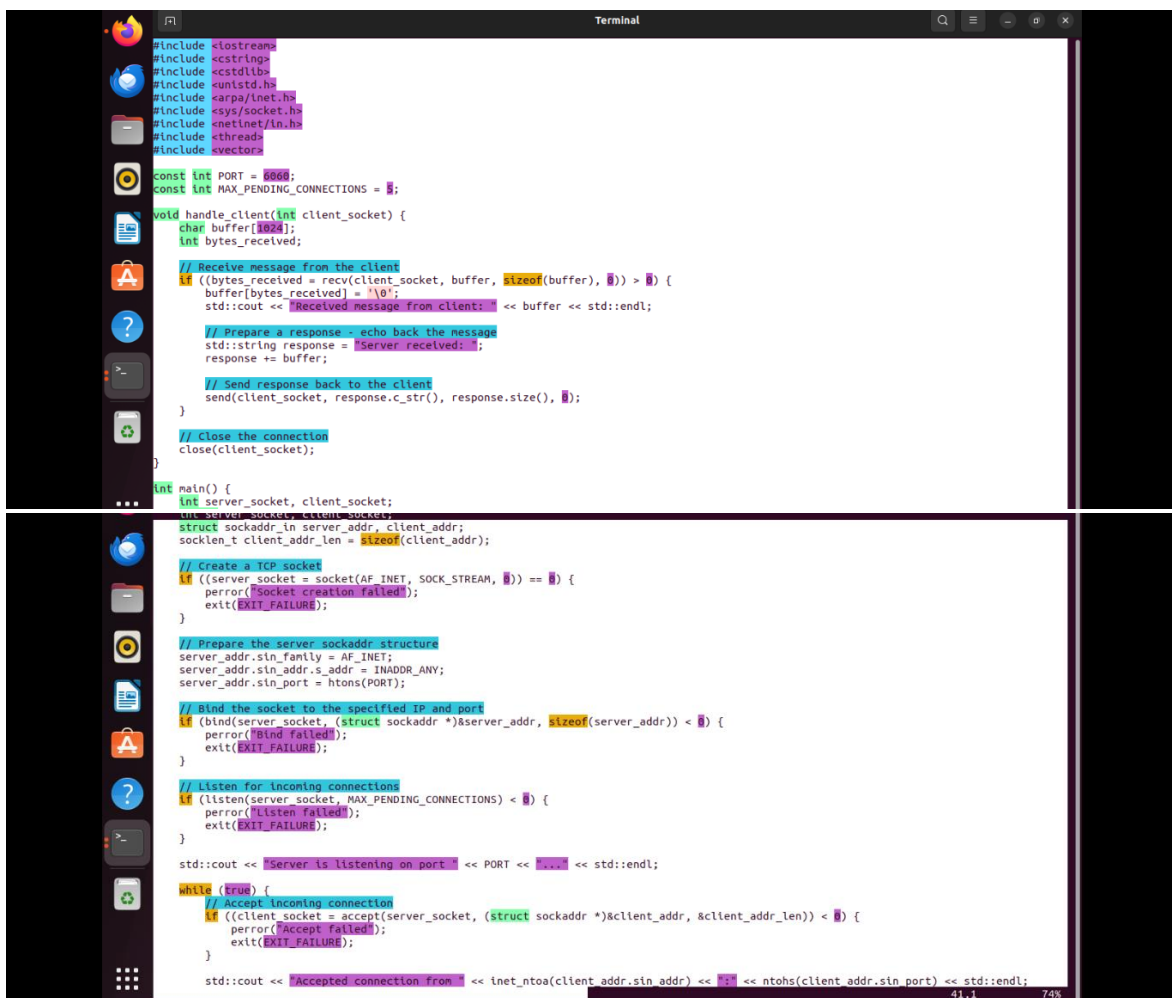 Terminal
#include <iostream>
#include <cstring>
#include <cstdlib>
#include <unistd.h>
#include <arpa/inet.h>
#include <sys/socket.h>
#include <netinet/in.h>
#include <thread>
#include <vector>
const int PORT = 6060;
const int MAX_PENDING_CONNECTIONS = 5;
void handle_client(int client_socket) {
    char buffer[1024];
    int bytes_received;
    // Receive message from the client
    if ((bytes_received = recv(client_socket, buffer, sizeof(buffer), 0)) > 0) {
        buffer[bytes_received] = '\0';
        std::cout << "Received message from client: " << buffer << std::endl;
        // Prepare a response - echo back the message
        std::string response = "Server received: ";
        response += buffer;
        // Send response back to the client
        send(client_socket, response.c_str(), response.size(), 0);
    }
    // Close the connection
    close(client_socket);
}
int main() {
    int server_socket, client_socket;
    int server_socket, client_socket;
    struct sockaddr_in server_addr, client_addr;
    socklen_t client_addr_len = sizeof(client_addr);
    // Create a TCP socket
    if ((server_socket = socket(AF_INET, SOCK_STREAM, 0)) == 0) {
        perror("Socket creation failed");
        exit(EXIT_FAILURE);
    }
    // Prepare the server sockaddr structure
    server_addr.sin_family = AF_INET;
    server_addr.sin_addr.s_addr = INADDR_ANY;
    server_addr.sin_port = htons(PORT);
    // Bind the socket to the specified IP and port
    if (bind(server_socket, (struct sockaddr *)&server_addr, sizeof(server_addr)) < 0) {
        perror("Bind failed");
        exit(EXIT_FAILURE);
    }
    // Listen for incoming connections
    if (listen(server_socket, MAX_PENDING_CONNECTIONS) < 0) {
        perror("Listen failed");
        exit(EXIT_FAILURE);
    }
    std::cout << "Server is listening on port " << PORT << "..." << std::endl;
    while (true) {
        // Accept incoming connection
        if ((client_socket = accept(server_socket, (struct sockaddr *)&client_addr, &client_addr_len)) < 0) {
            perror("Accept failed");
            exit(EXIT_FAILURE);
        }
        std::cout << "Accepted connection from " << inet_ntoa(client_addr.sin_addr) << ":" << ntohs(client_addr.sin_port) << std::endl;
41,1 74%